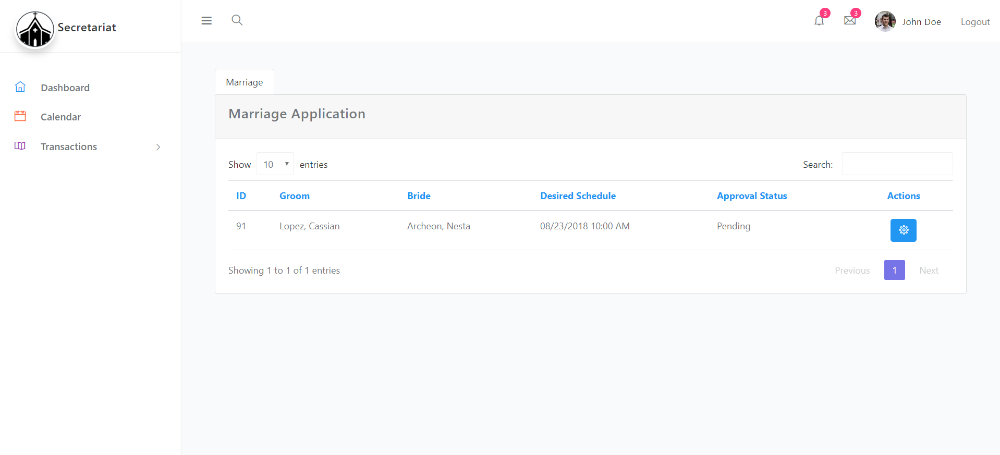 Secretariat
3
3
John Doe
Logout
Dashboard
Calendar
Transactions
Marriage
Marriage Application
Show 10 entries
Search:
ID Groom Bride Desired Schedule Approval Status Actions
91 Lopez, Cassian Archeon, Nesta 08/23/2018 10:00 AM Pending
Showing 1 to 1 of 1 entries
Previous 1 Next